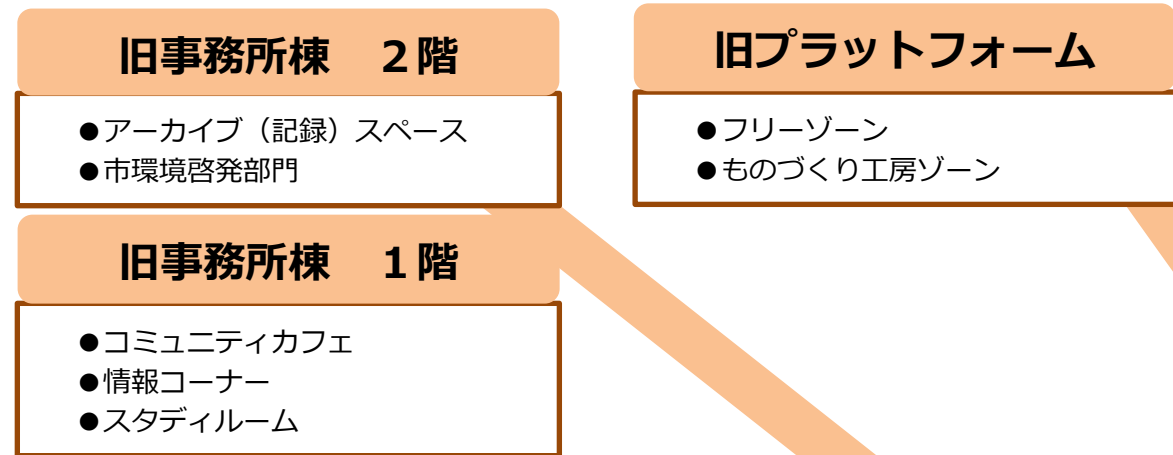 旧事務所棟　２階
●アーカイブ（記録）スペース
●市環境啓発部門
旧事務所棟　１階
●コミュニティカフェ
●情報コーナー
●スタディルーム
旧プラットフォーム
●フリーゾーン
●ものづくり工房ゾーン